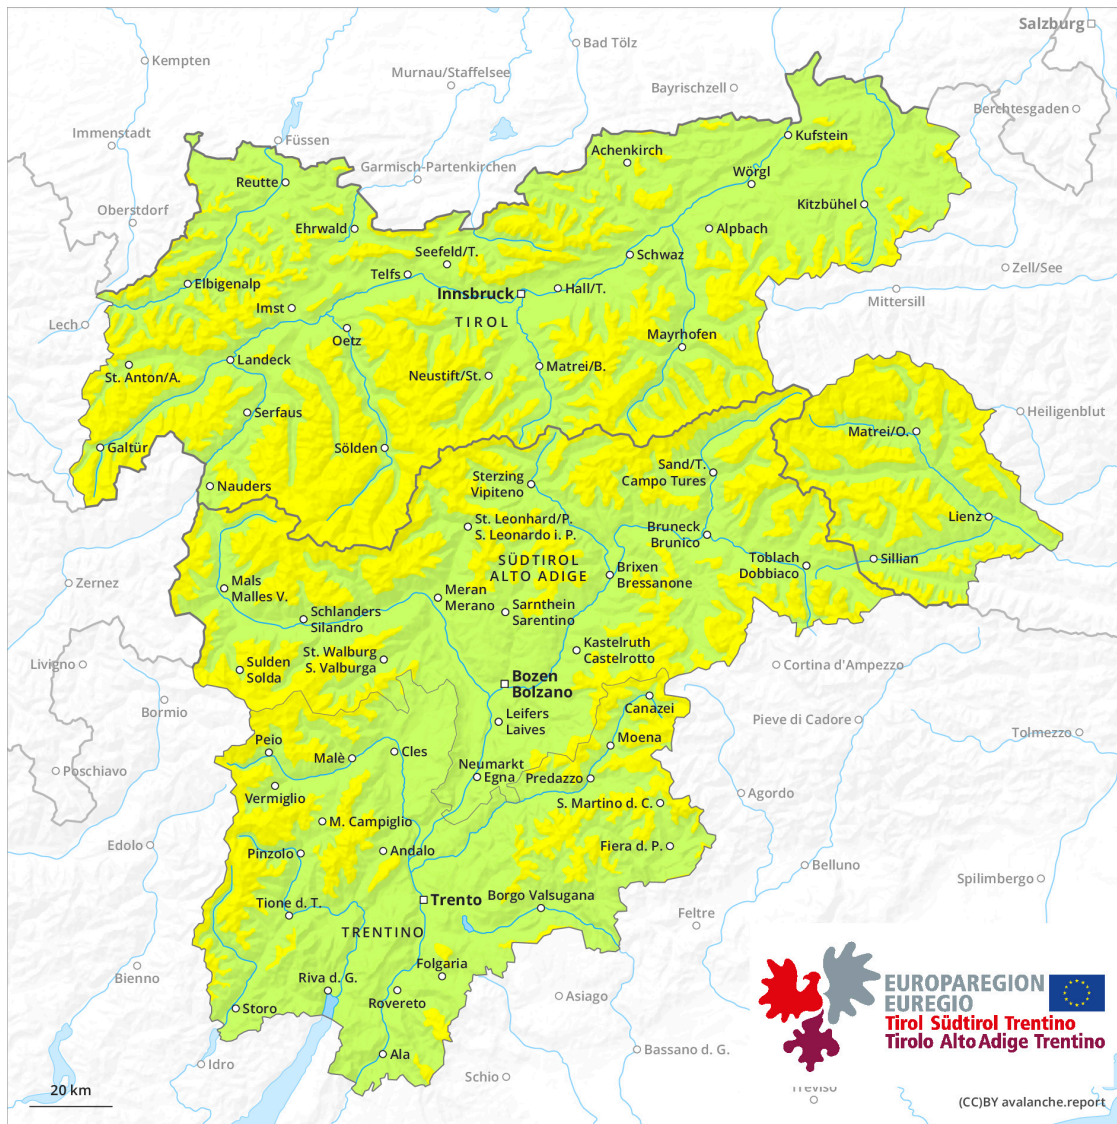 Salzburg
Bad Tölz
Kempten
Murnau/Staffelsee
Bayrischzell
Berchtesgaden
Immenstadt
Füssen
Kufstein
Achenkirch
Garmisch-Partenkirchen
Wörgl
Reutte
Kitzbühel
Oberstdorf
Ehrwald
Alpbach
Seefeld/T.
Schwaz
Zell/See
Telfs
Elbigenalp
Hall/T.
Innsbruck
Mittersill
Imst
TIROL
Lech
Mayrhofen
Oetz
Landeck
Matrei/B.
St. Anton/A.
Neustift/St.
Serfaus
Heiligenblut
Matrei/O.
Galtür
Sölden
Sand/T.
Campo Tures
Sterzing
Vipiteno
Nauders
Lienz
St. Leonhard/P.
S. Leonardo i. P.
Bruneck
Brunico
SÜDTIROL
ALTO ADIGE
Toblach
Dobbiaco
Sillian
Brixen
Bressanone
Zernez
Mals
Malles V.
Meran
Merano
Sarnthein
Sarentino
Schlanders
Silandro
Kastelruth
Castelrotto
St. Walburg
S. Valburga
Livigno
Sulden
Solda
Cortina d'Ampezzo
Bozen
Bolzano
Canazei
Bormio
Leifers
Laives
Pieve di Cadore
Tolmezzo
Peio
Moena
Cles
Malè
Neumarkt
Egna
Predazzo
Poschiavo
Vermiglio
Agordo
S. Martino d. C.
M. Campiglio
Edolo
Pinzolo
Andalo
Fiera d. P.
Belluno
Spilimbergo
Trento
Borgo Valsugana
Tione d. T.
Feltre
TRENTINO
Folgaria
Bienno
Riva d. G.
EUROPAREGION
EUREGIO
Tirol Südtirol Trentino
Tirolo Alto Adige Trentino
Rovereto
Asiago
Storo
Bassano d. G.
Ala
Idro
Schio
Treviso
20 km
(CC)BY avalanche.report